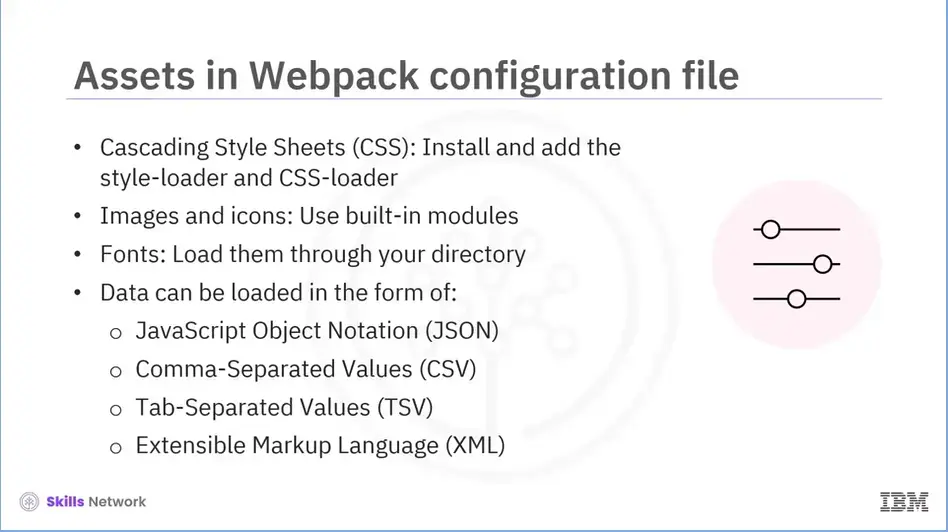 Assets in Webpack configuration file
• Cascading Style Sheets (CSS): Install and add the
style-loader and CSS-loader
• Images and icons: Use built-in modules
• Fonts: Load them through your directory
• Data can be loaded in the form of:
o JavaScript Object Notation (JSON)
o Comma-Separated Values (CSV)
o Tab-Separated Values (TSV)
o Extensible Markup Language (XML)
Skills Network
IBM